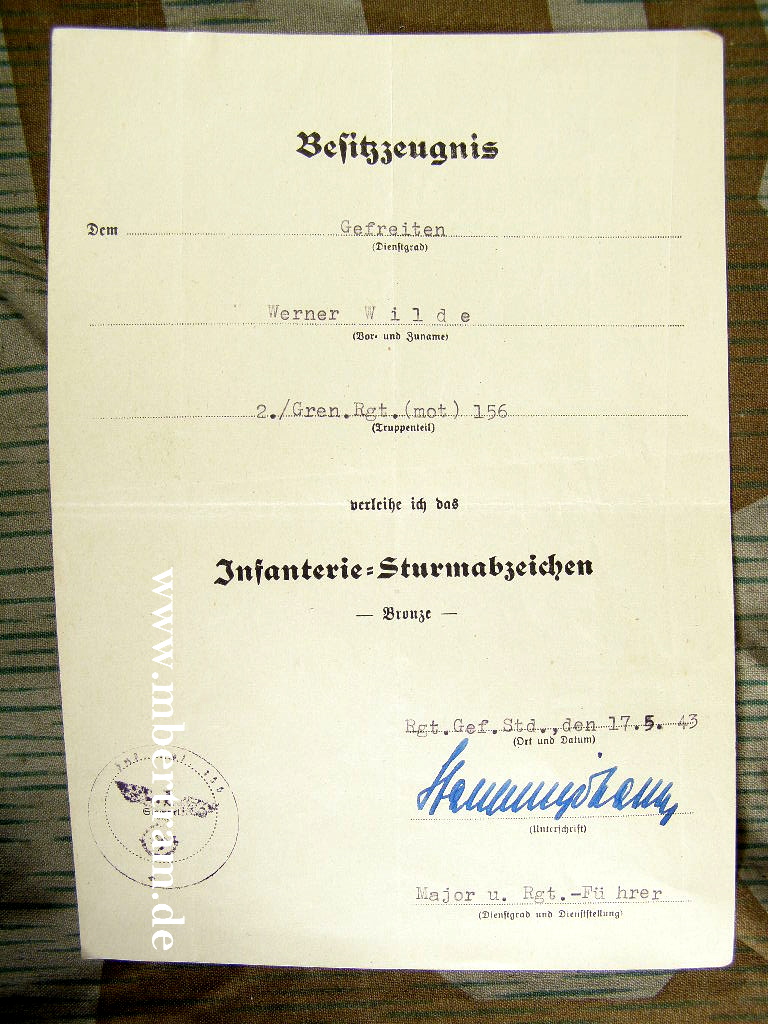 Besitzzeugnis
Dem Gefreiten
(Dienstgrad)
Werner W i l d e
(Vor- und Zuname)
2./Gren.Rgt.(mot) 156
(Truppenteil)
verleihe ich das
Infanterie-Sturmabzeichen
— Bronze —
Rgt.Gef.Std.,den 17.5. 43
(Ort und Datum)
(Unterschrift)
Major u. Rgt.-Fü hrer
(Dienstgrad und Dienststellung)
www.mbertram.de